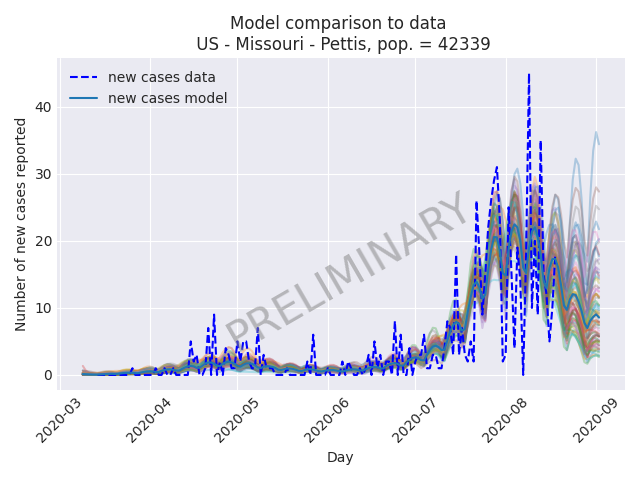 Model comparison to data
US - Missouri - Pettis, pop. = 42339
new cases data
new cases model
Number of new cases reported
40
30
20
10
0
PRELIMINARY
2020-03
2020-04
2020-05
2020-06
2020-07
2020-08
2020-09
Day